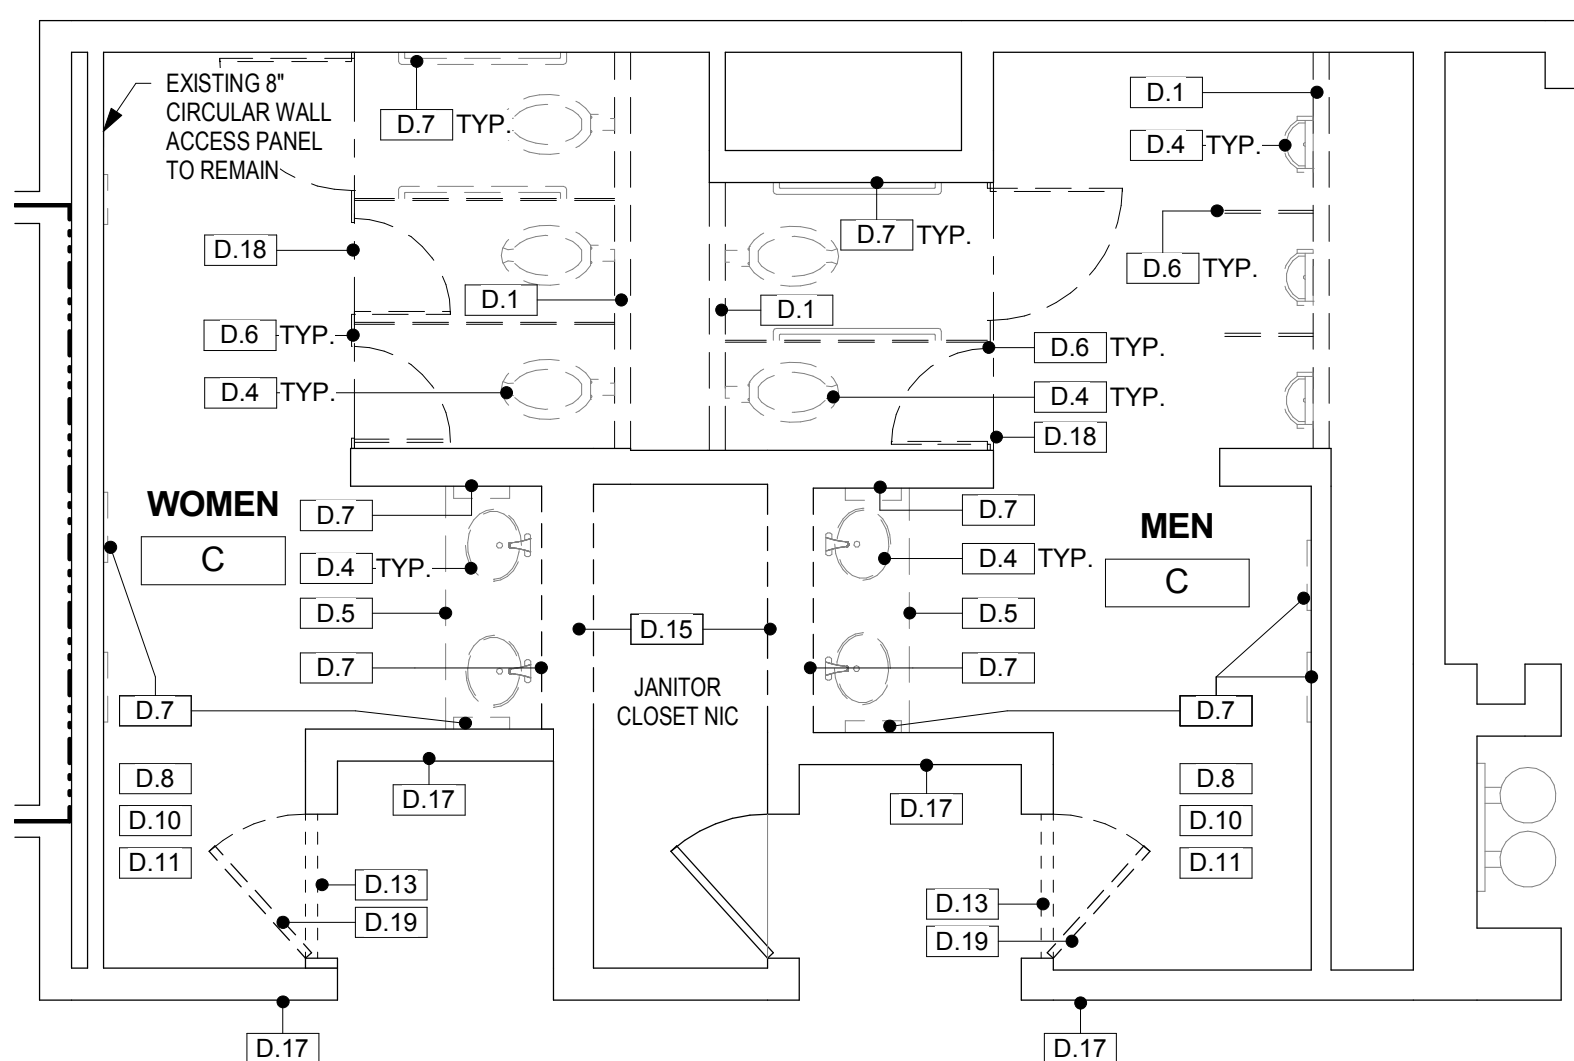 EXISTING 8"
CIRCULAR WALL
ACCESS PANEL
TO REMAIN
D.7 TYP.
D.1
D.4 TYP.
D.18
D.7 TYP.
D.6 TYP.
D.1
D.1
D.6 TYP.
D.6 TYP.
D.4 TYP.
D.4 TYP.
D.18
WOMEN
C
D.7
D.4 TYP.
D.5
D.7
D.7
D.15
JANITOR
CLOSET NIC
D.7
D.4 TYP.
D.5
D.7
MEN
C
D.7
D.8
D.10
D.11
D.17
D.13
D.19
D.17
D.17
D.8
D.10
D.11
D.13
D.19
D.17